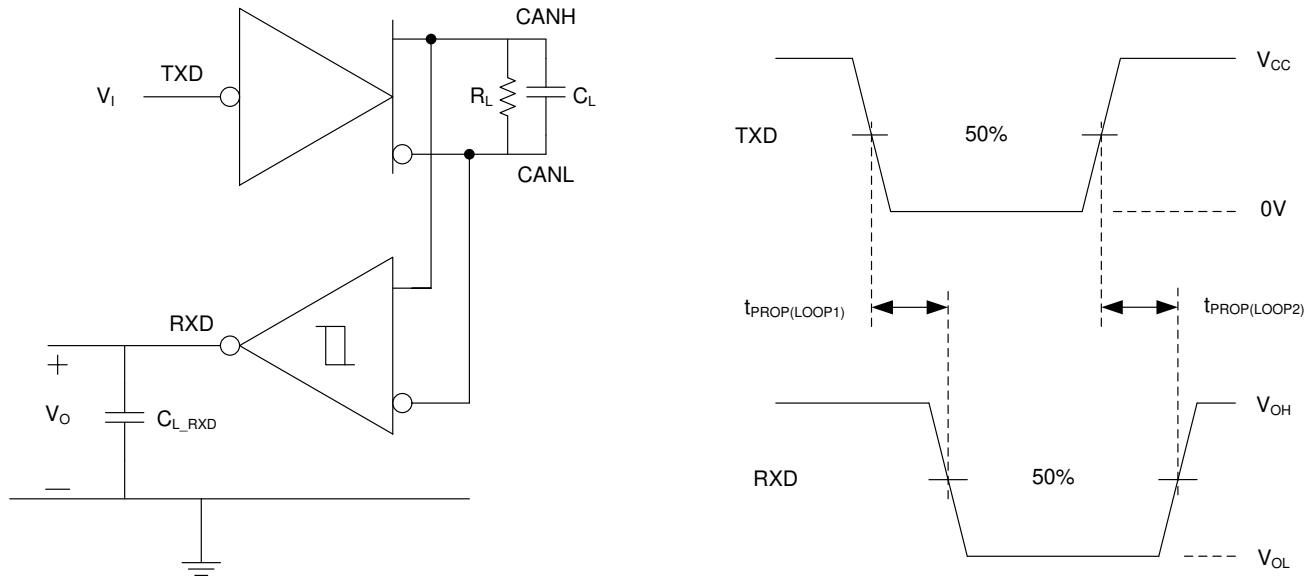 CANH
TXD
V_I
R_L
C_L
CANL
RXD
+
V_O
C_L_RXD
—
V_CC
TXD
50%
0V
t_PROP(LOOP1)
t_PROP(LOOP2)
V_OH
RXD
50%
V_OL